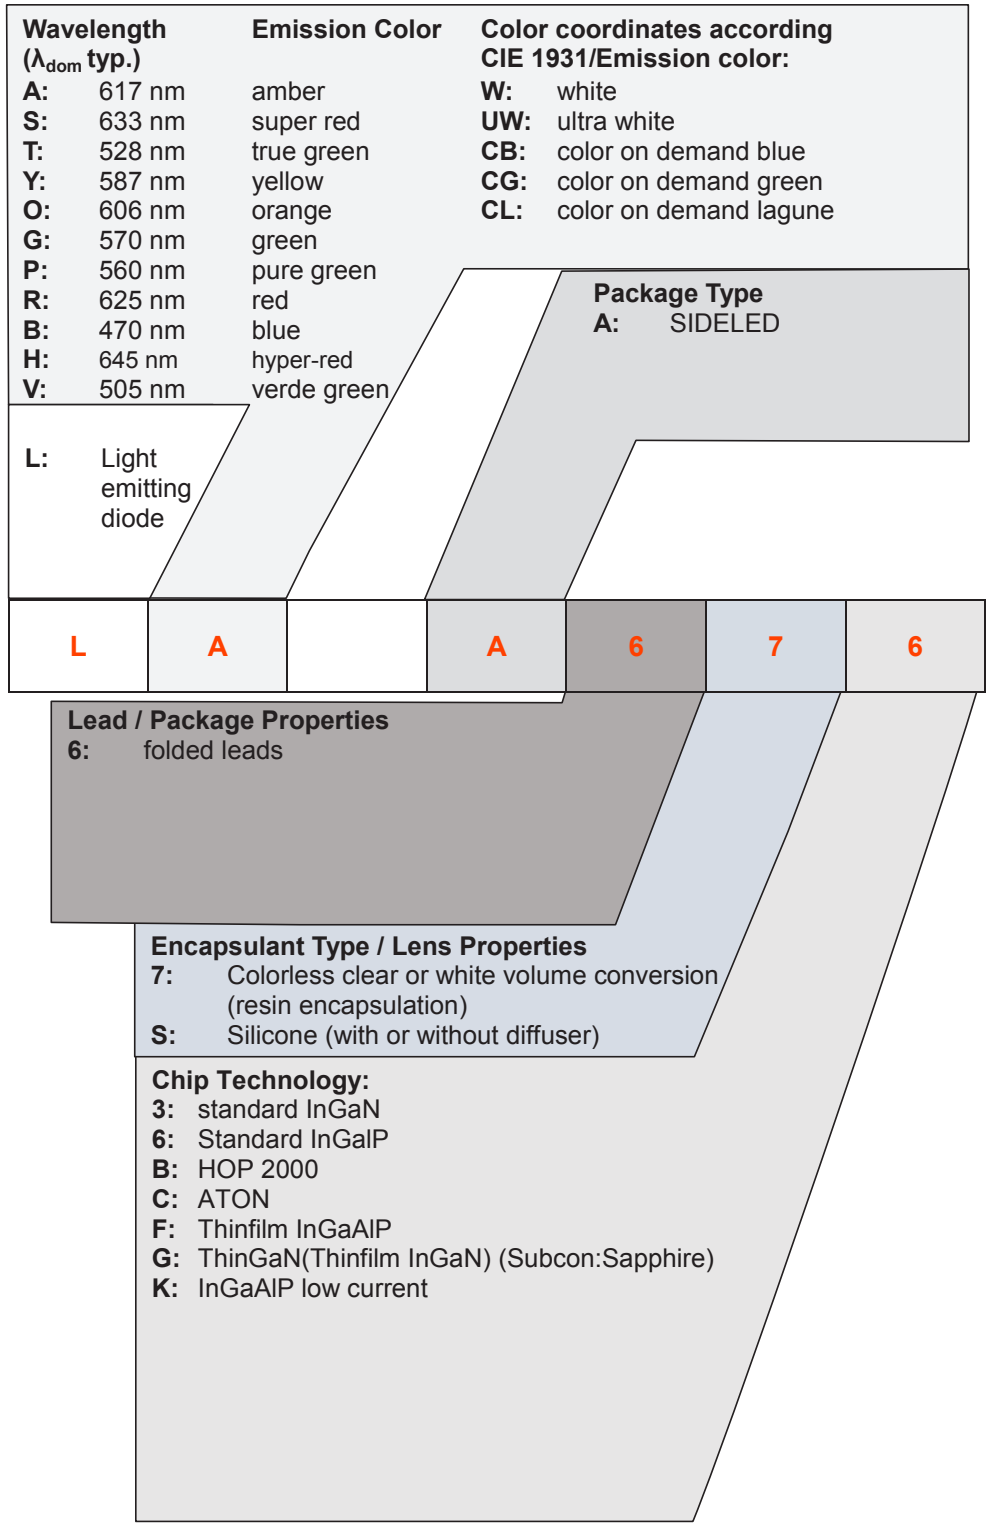 Wavelength Emission Color Color coordinates according
(λdom typ.) CIE 1931/Emission color:
A: 617 nm amber W: white
S: 633 nm super red UW: ultra white
T: 528 nm true green CB: color on demand blue
Y: 587 nm yellow CG: color on demand green
O: 606 nm orange CL: color on demand lagune
G: 570 nm green
P: 560 nm pure green
R: 625 nm red
B: 470 nm blue
H: 645 nm hyper-red
V: 505 nm verde green
Package Type
A: SIDELED
L: Light
emitting
diode
L A A 6 7 6
Lead / Package Properties
6: folded leads
Encapsulant Type / Lens Properties
7: Colorless clear or white volume conversion
(resin encapsulation)
S: Silicone (with or without diffuser)
Chip Technology:
3: standard InGaN
6: Standard InGalP
B: HOP 2000
C: ATON
F: Thinfilm InGaAlP
G: ThinGaN(Thinfilm InGaN) (Subcon:Sapphire)
K: InGaAlP low current